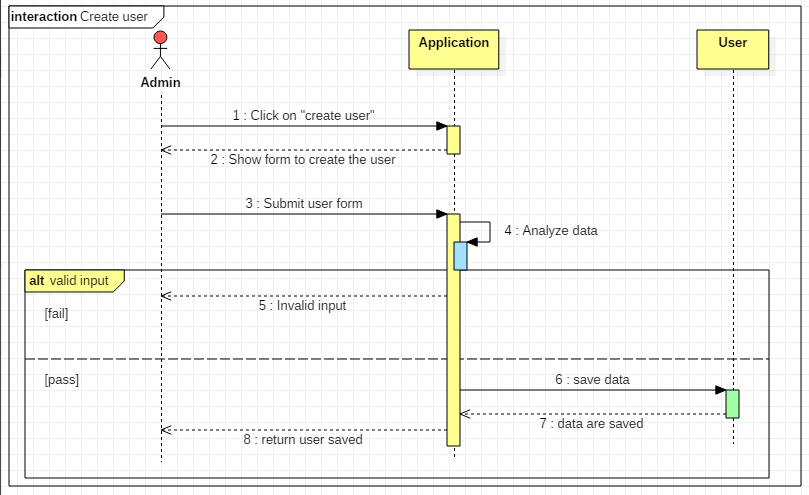 interaction Create user
Admin
Application
User
1 : Click on "create user"
2 : Show form to create the user
3 : Submit user form
4 : Analyze data
alt valid input
5 : Invalid input
[fail]
[pass]
6 : save data
7 : data are saved
8 : return user saved